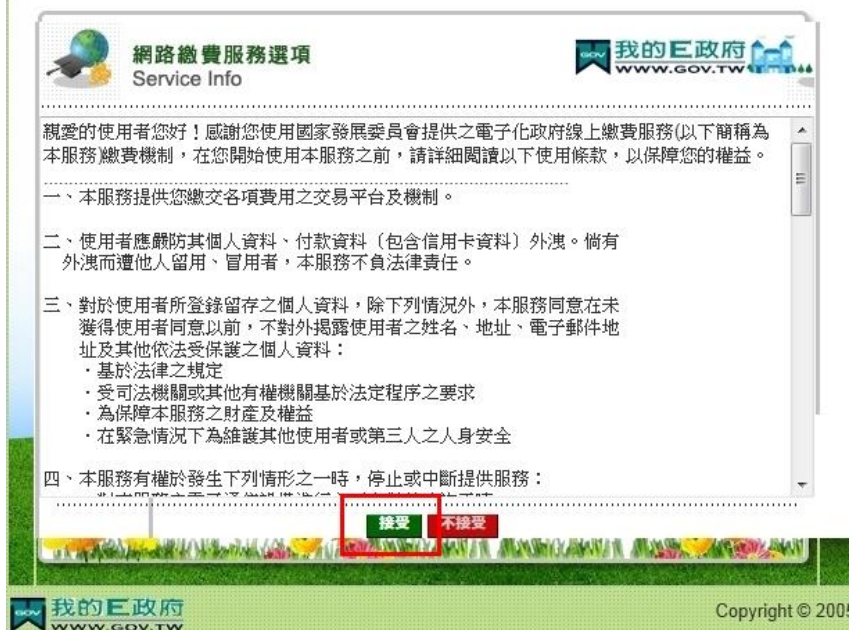 網路繳費服務選項
Service Info
GOV 我的E政府
WWW.GOV.TW
親愛的使用者您好！感謝您使用國家發展委員會提供之電子化政府線上繳費服務(以下簡稱為
本服務)繳費機制，在您開始使用本服務之前，請詳細閱讀以下使用條款，以保障您的權益。
一、本服務提供您繳交各項費用之交易平台及機制。
二、使用者應嚴防其個人資料、付款資料〔包含信用卡資料〕外洩。倘有
外洩而遭他人留用、冒用者，本服務不負法律責任。
三、對於使用者所登錄留存之個人資料，除下列情況外，本服務同意在未
獲得使用者同意以前，不對外揭露使用者之姓名、地址、電子郵件地
址及其他依法受保護之個人資料：
．基於法律之規定
．受司法機關或其他有權機關基於法定程序之要求
．為保障本服務之財產及權益
．在緊急情況下為維護其他使用者或第三人之人身安全
四、本服務有權於發生下列情形之一時，停止或中斷提供服務：
接受 不接受
GOV 我的E政府
WWW.GOV.TW
Copyright © 2005